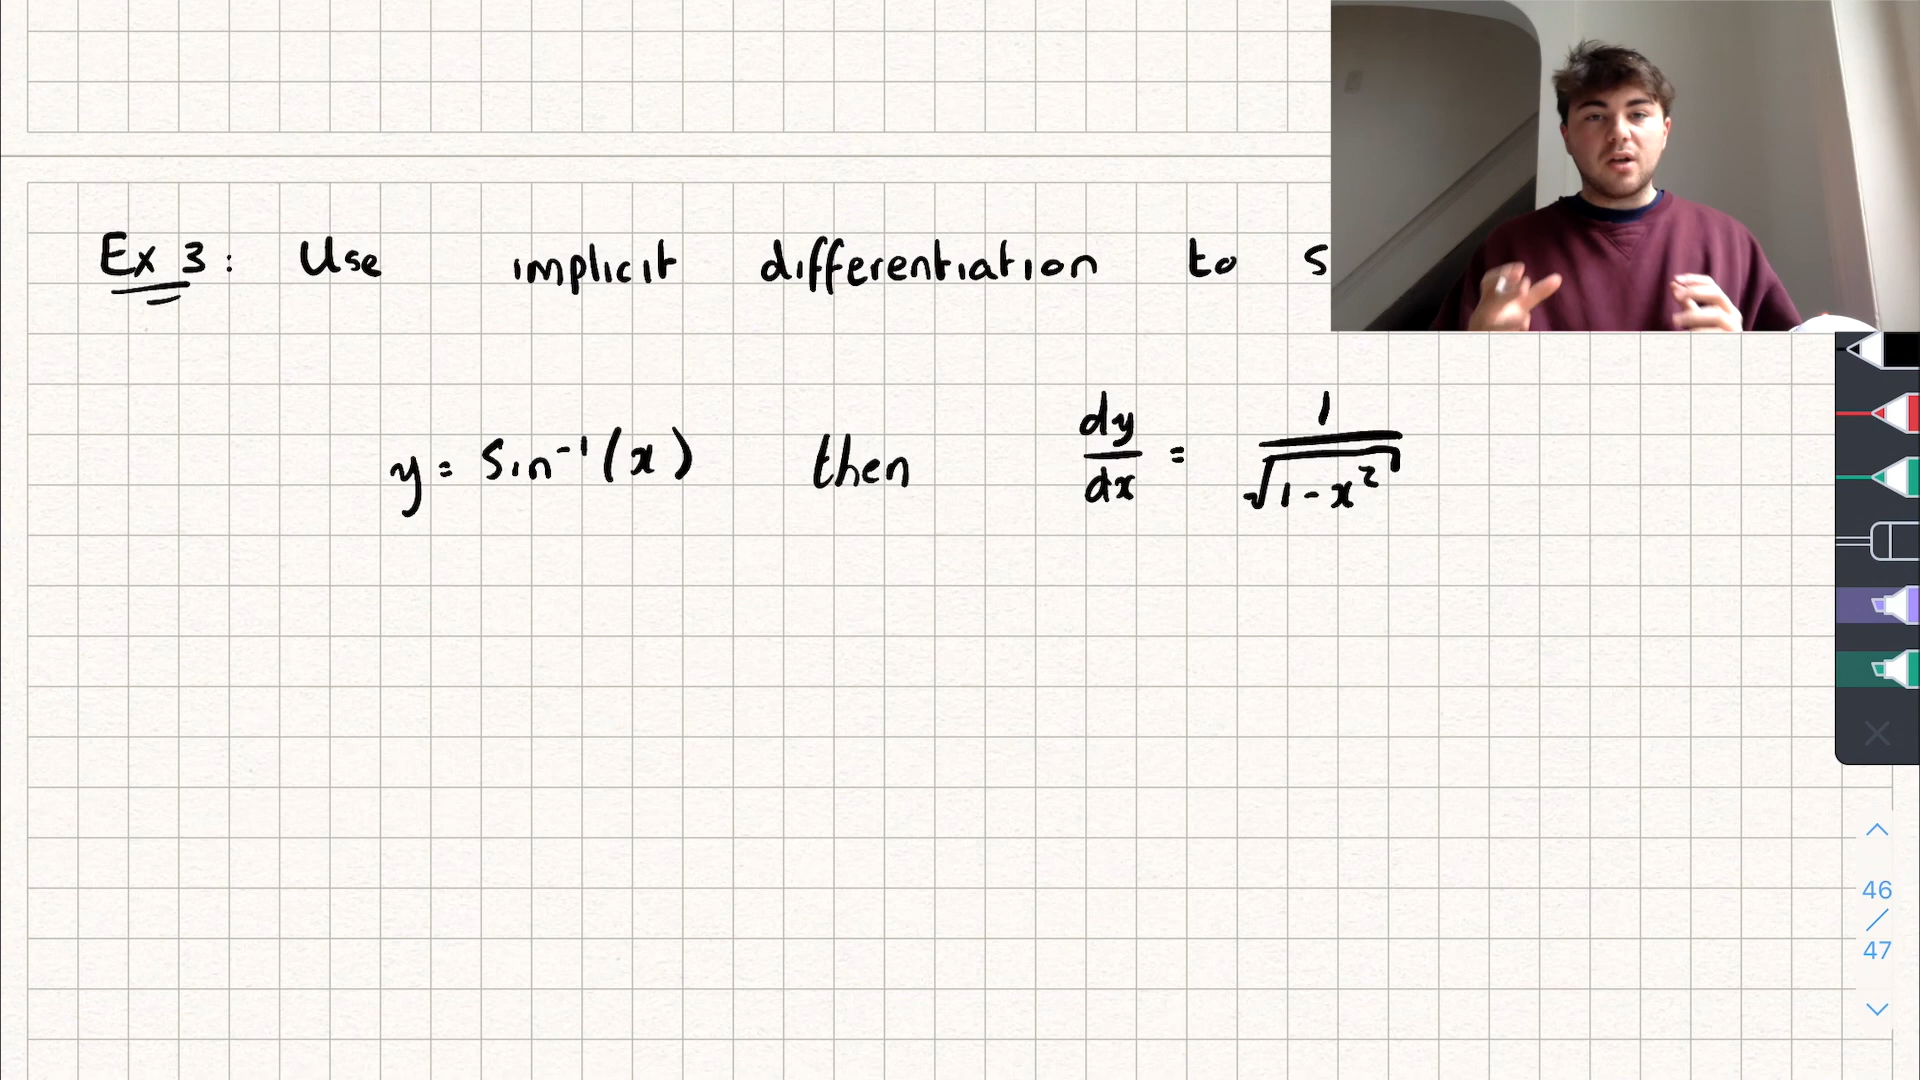 Ex 3: Use implicit differentiation to s
y = sin⁻¹(x) then dy/dx = 1/√(1-x²)
46
/
47